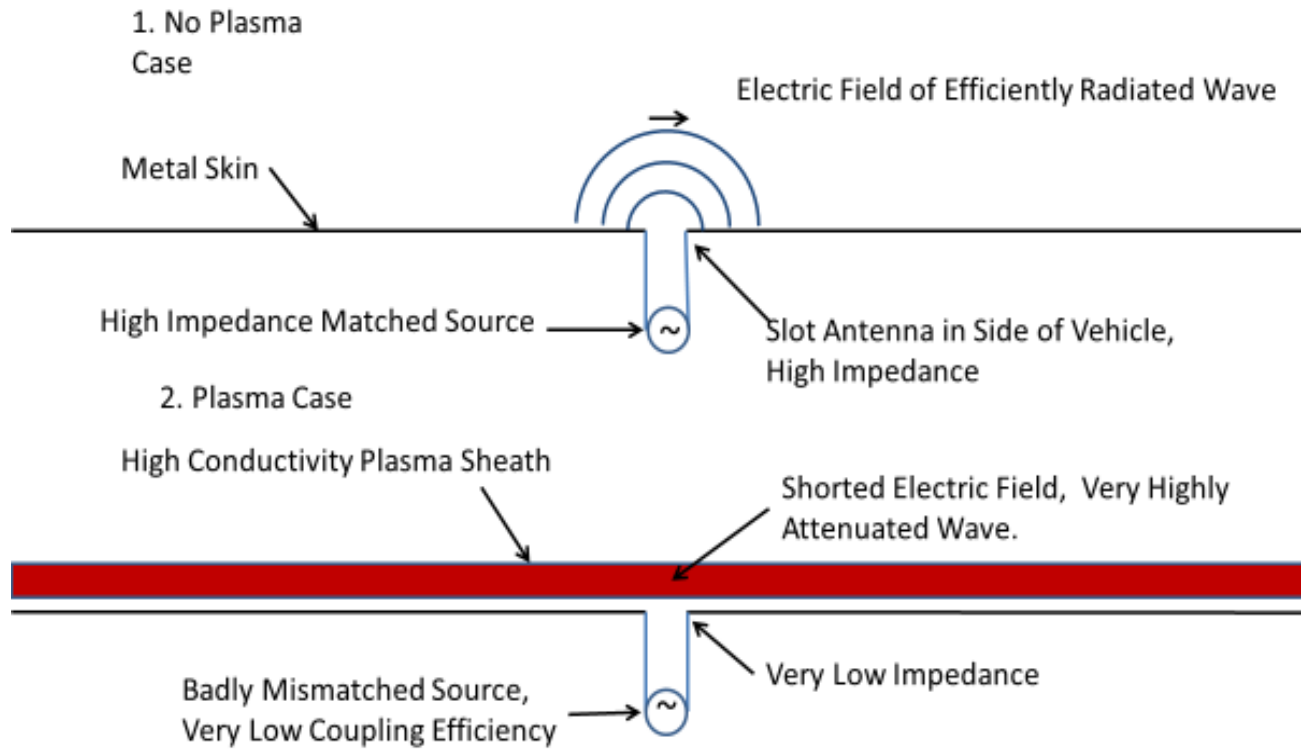 1. No Plasma
Case
Electric Field of Efficiently Radiated Wave
Metal Skin
High Impedance Matched Source
~
Slot Antenna in Side of Vehicle,
High Impedance
2. Plasma Case
High Conductivity Plasma Sheath
Shorted Electric Field,  Very Highly
Attenuated Wave.
Very Low Impedance
Badly Mismatched Source,
Very Low Coupling Efficiency
~